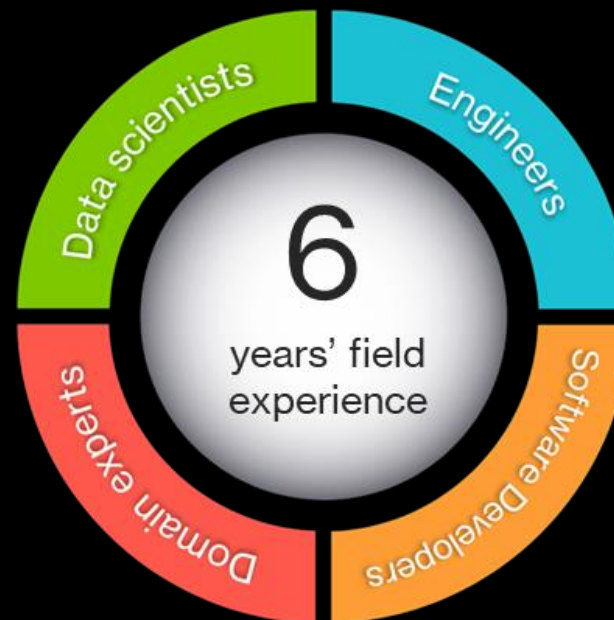 Data scientists
Engineers
6
years’ field
experience
Domain experts
Software Developers